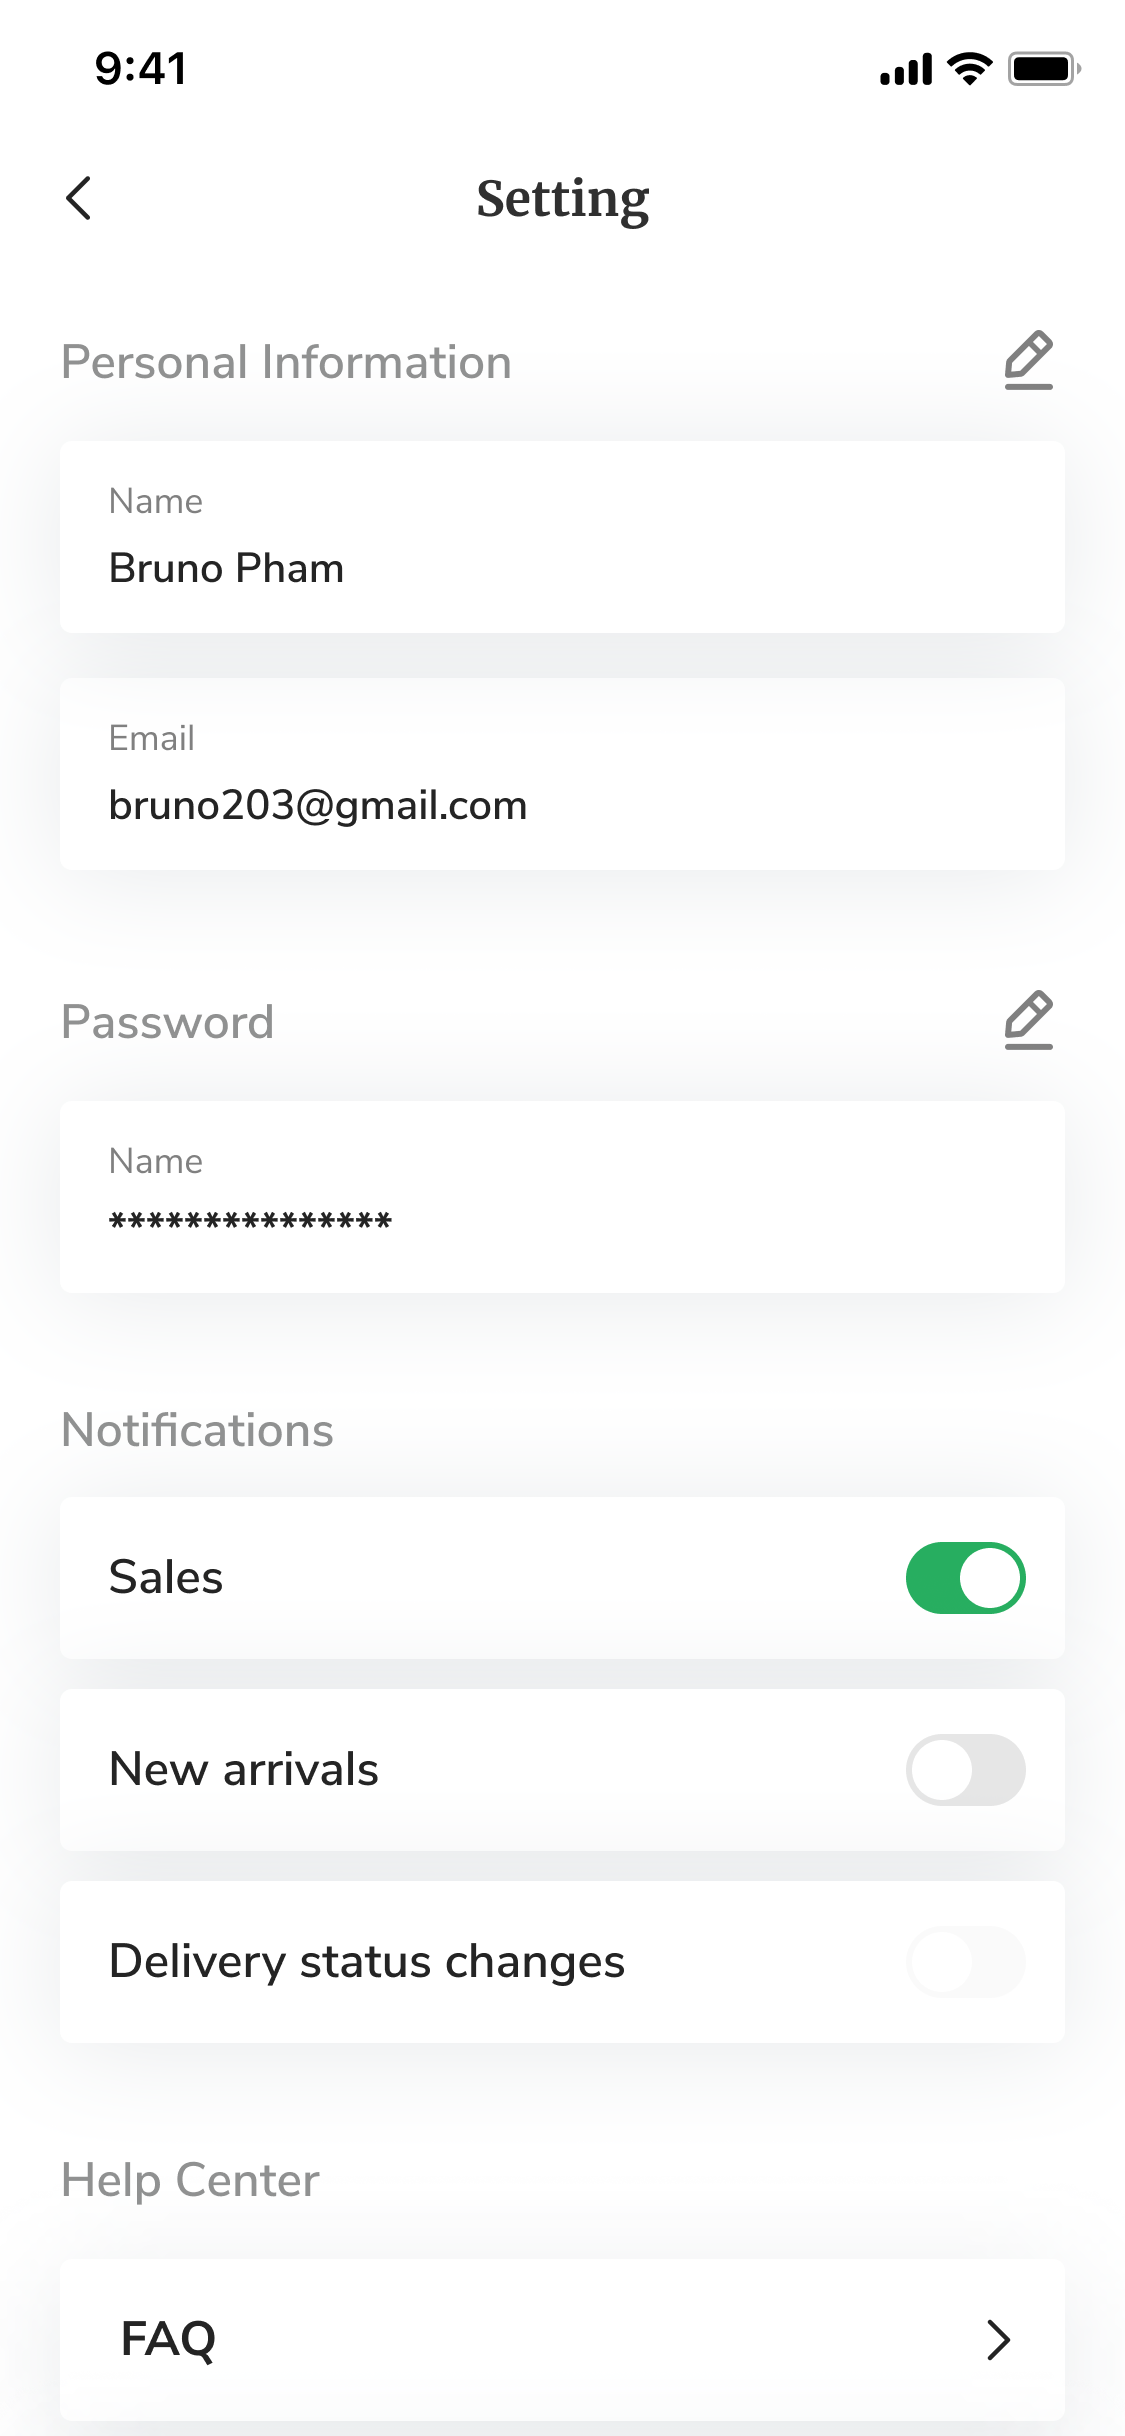 9:41
Setting
Personal Information
Name
Bruno Pham
Email
bruno203@gmail.com
Password
Name
***************
Notifications
Sales
New arrivals
Delivery status changes
Help Center
FAQ